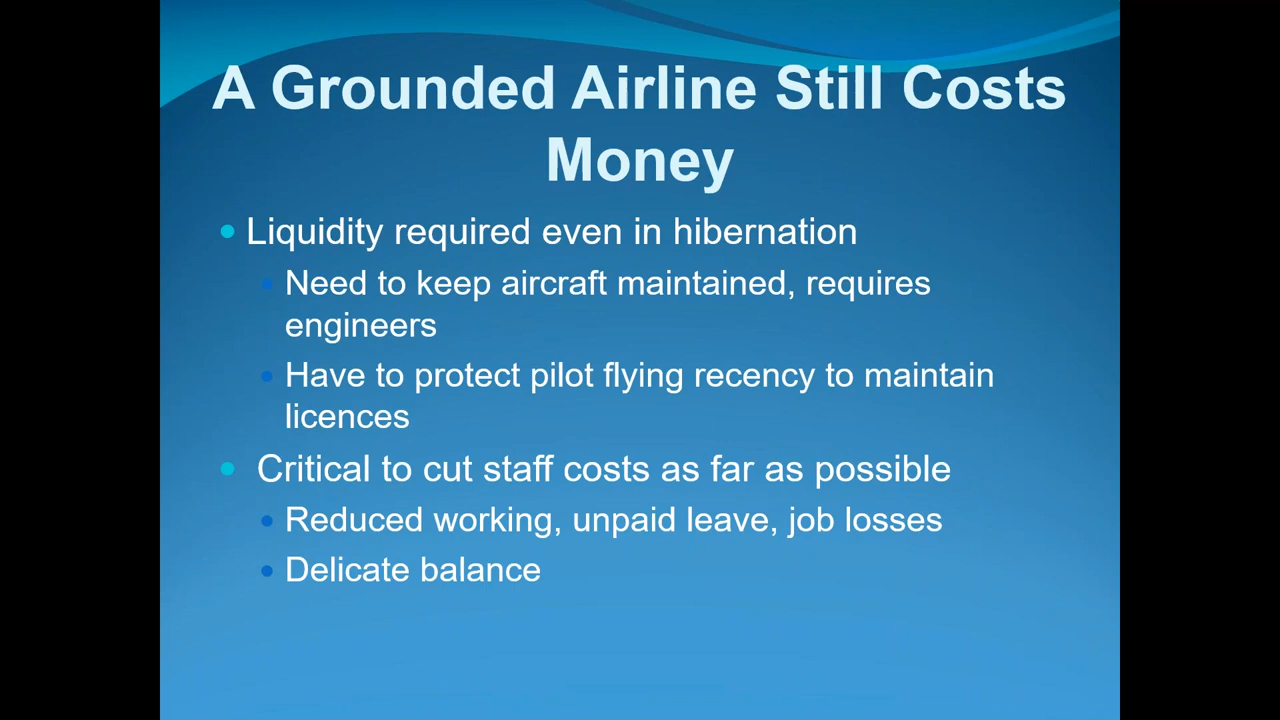 A Grounded Airline Still Costs
Money
Liquidity required even in hibernation
Need to keep aircraft maintained, requires
engineers
Have to protect pilot flying recency to maintain
licences
Critical to cut staff costs as far as possible
Reduced working, unpaid leave, job losses
Delicate balance